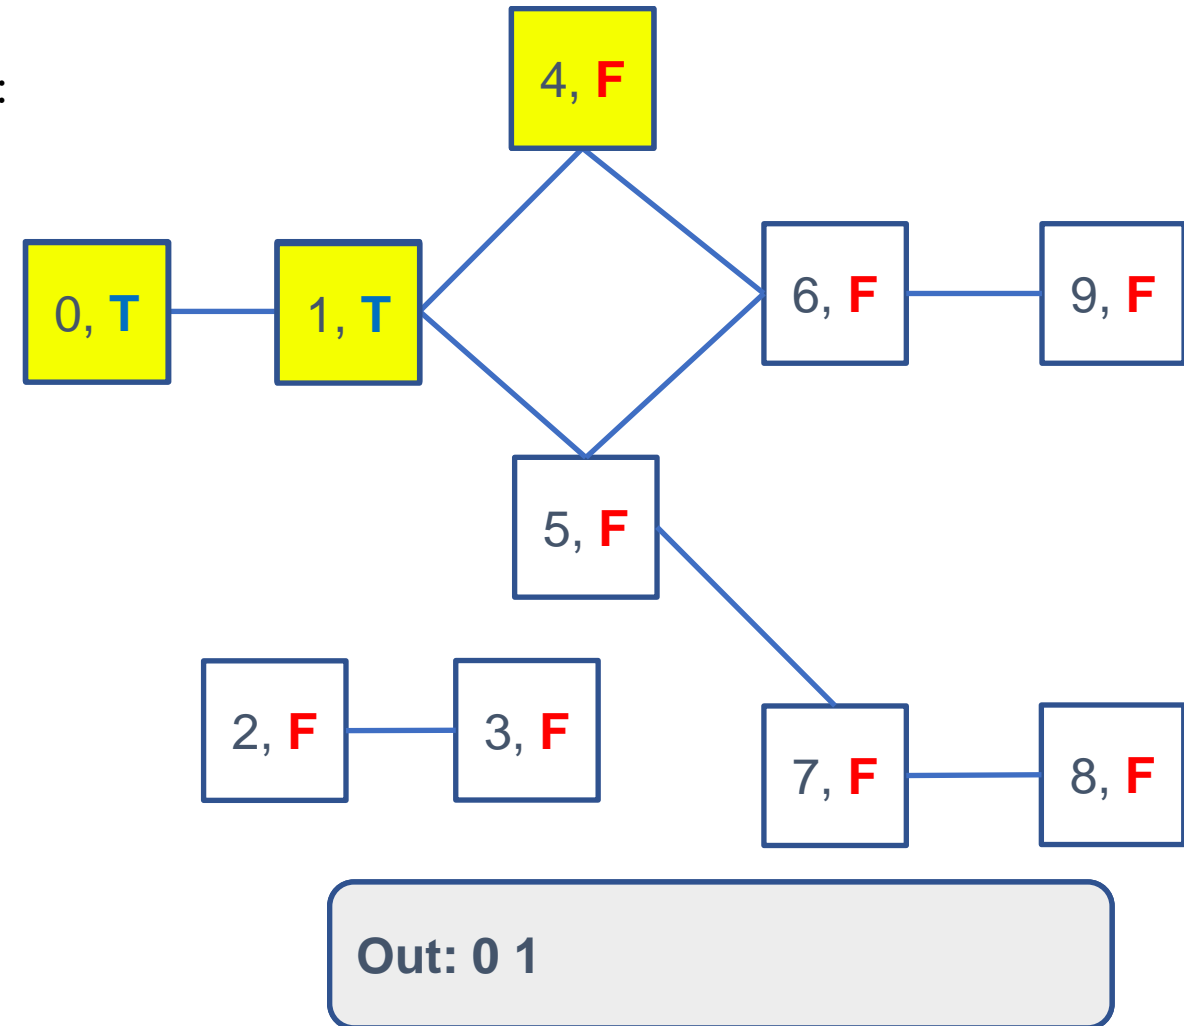 :
4, F
0, T
1, T
6, F
9, F
5, F
2, F
3, F
7, F
8, F
Out: 0 1